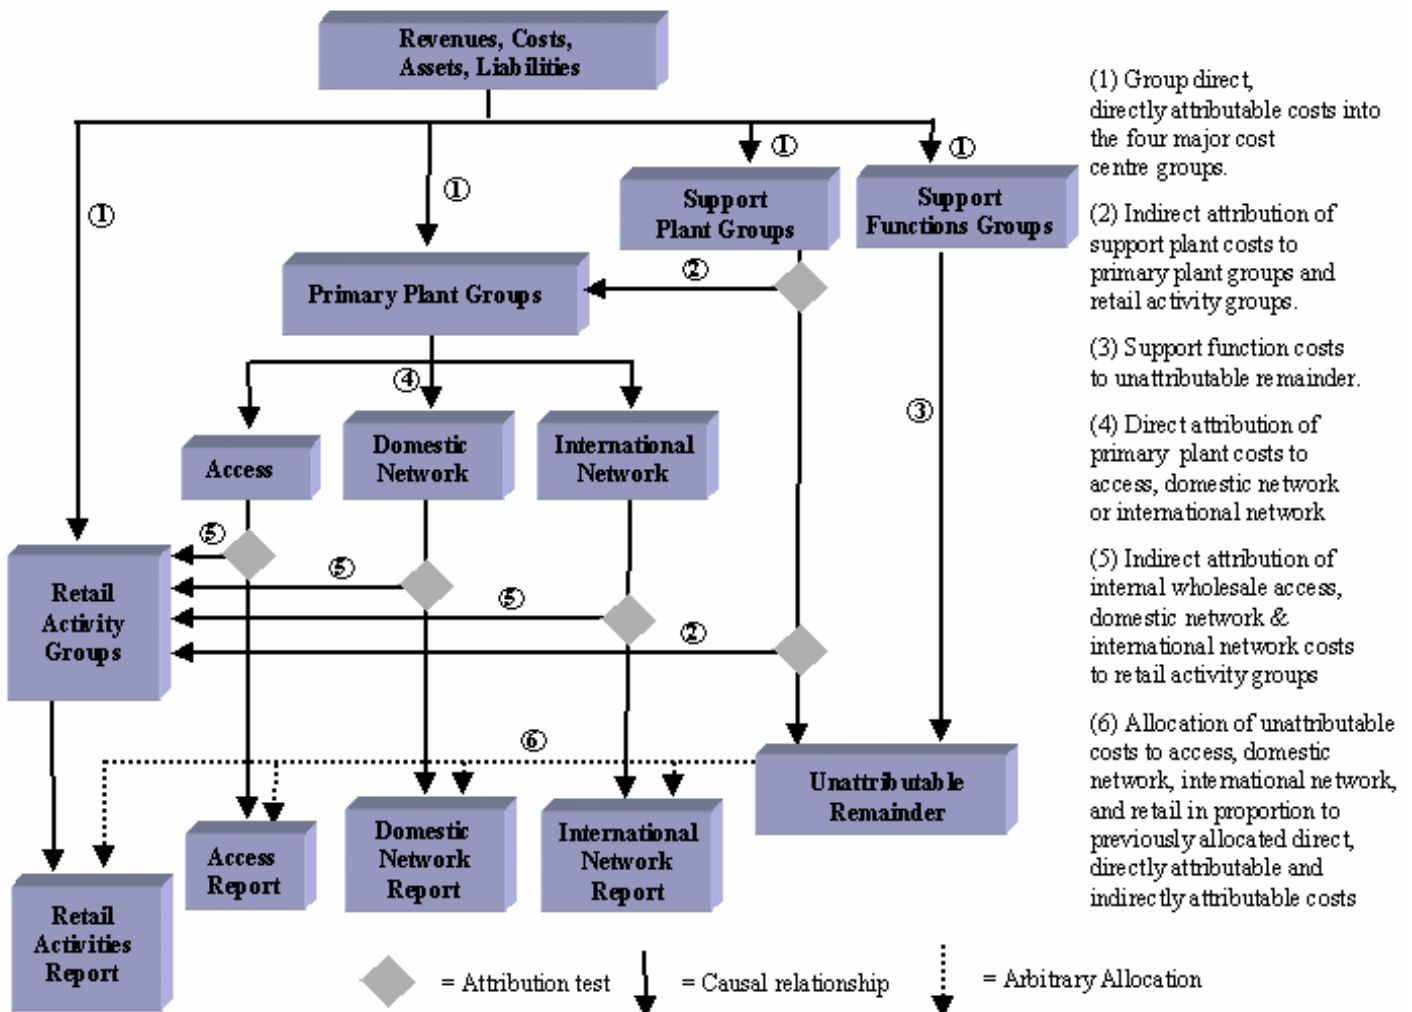 Revenues, Costs,
Assets, Liabilities
①
①
①
①
Support
Plant Groups
Support
Functions Groups
②
Primary Plant Groups
④
③
Access
Domestic
Network
International
Network
⑤
⑤
⑤
②
Retail
Activity
Groups
⑥
Unattributable
Remainder
Access
Report
Domestic
Network
Report
International
Network
Report
Retail
Activities
Report
= Attribution test
= Causal relationship
= Arbitrary Allocation
(1) Group direct,
directly attributable costs into
the four major cost
centre groups.
(2) Indirect attribution of
support plant costs to
primary plant groups and
retail activity groups.
(3) Support function costs
to unattributable remainder.
(4) Direct attribution of
primary plant costs to
access, domestic network
or international network
(5) Indirect attribution of
internal wholesale access,
domestic network &
international network costs
to retail activity groups
(6) Allocation of unattributable
costs to access, domestic
network, international network,
and retail in proportion to
previously allocated direct,
directly attributable and
indirectly attributable costs